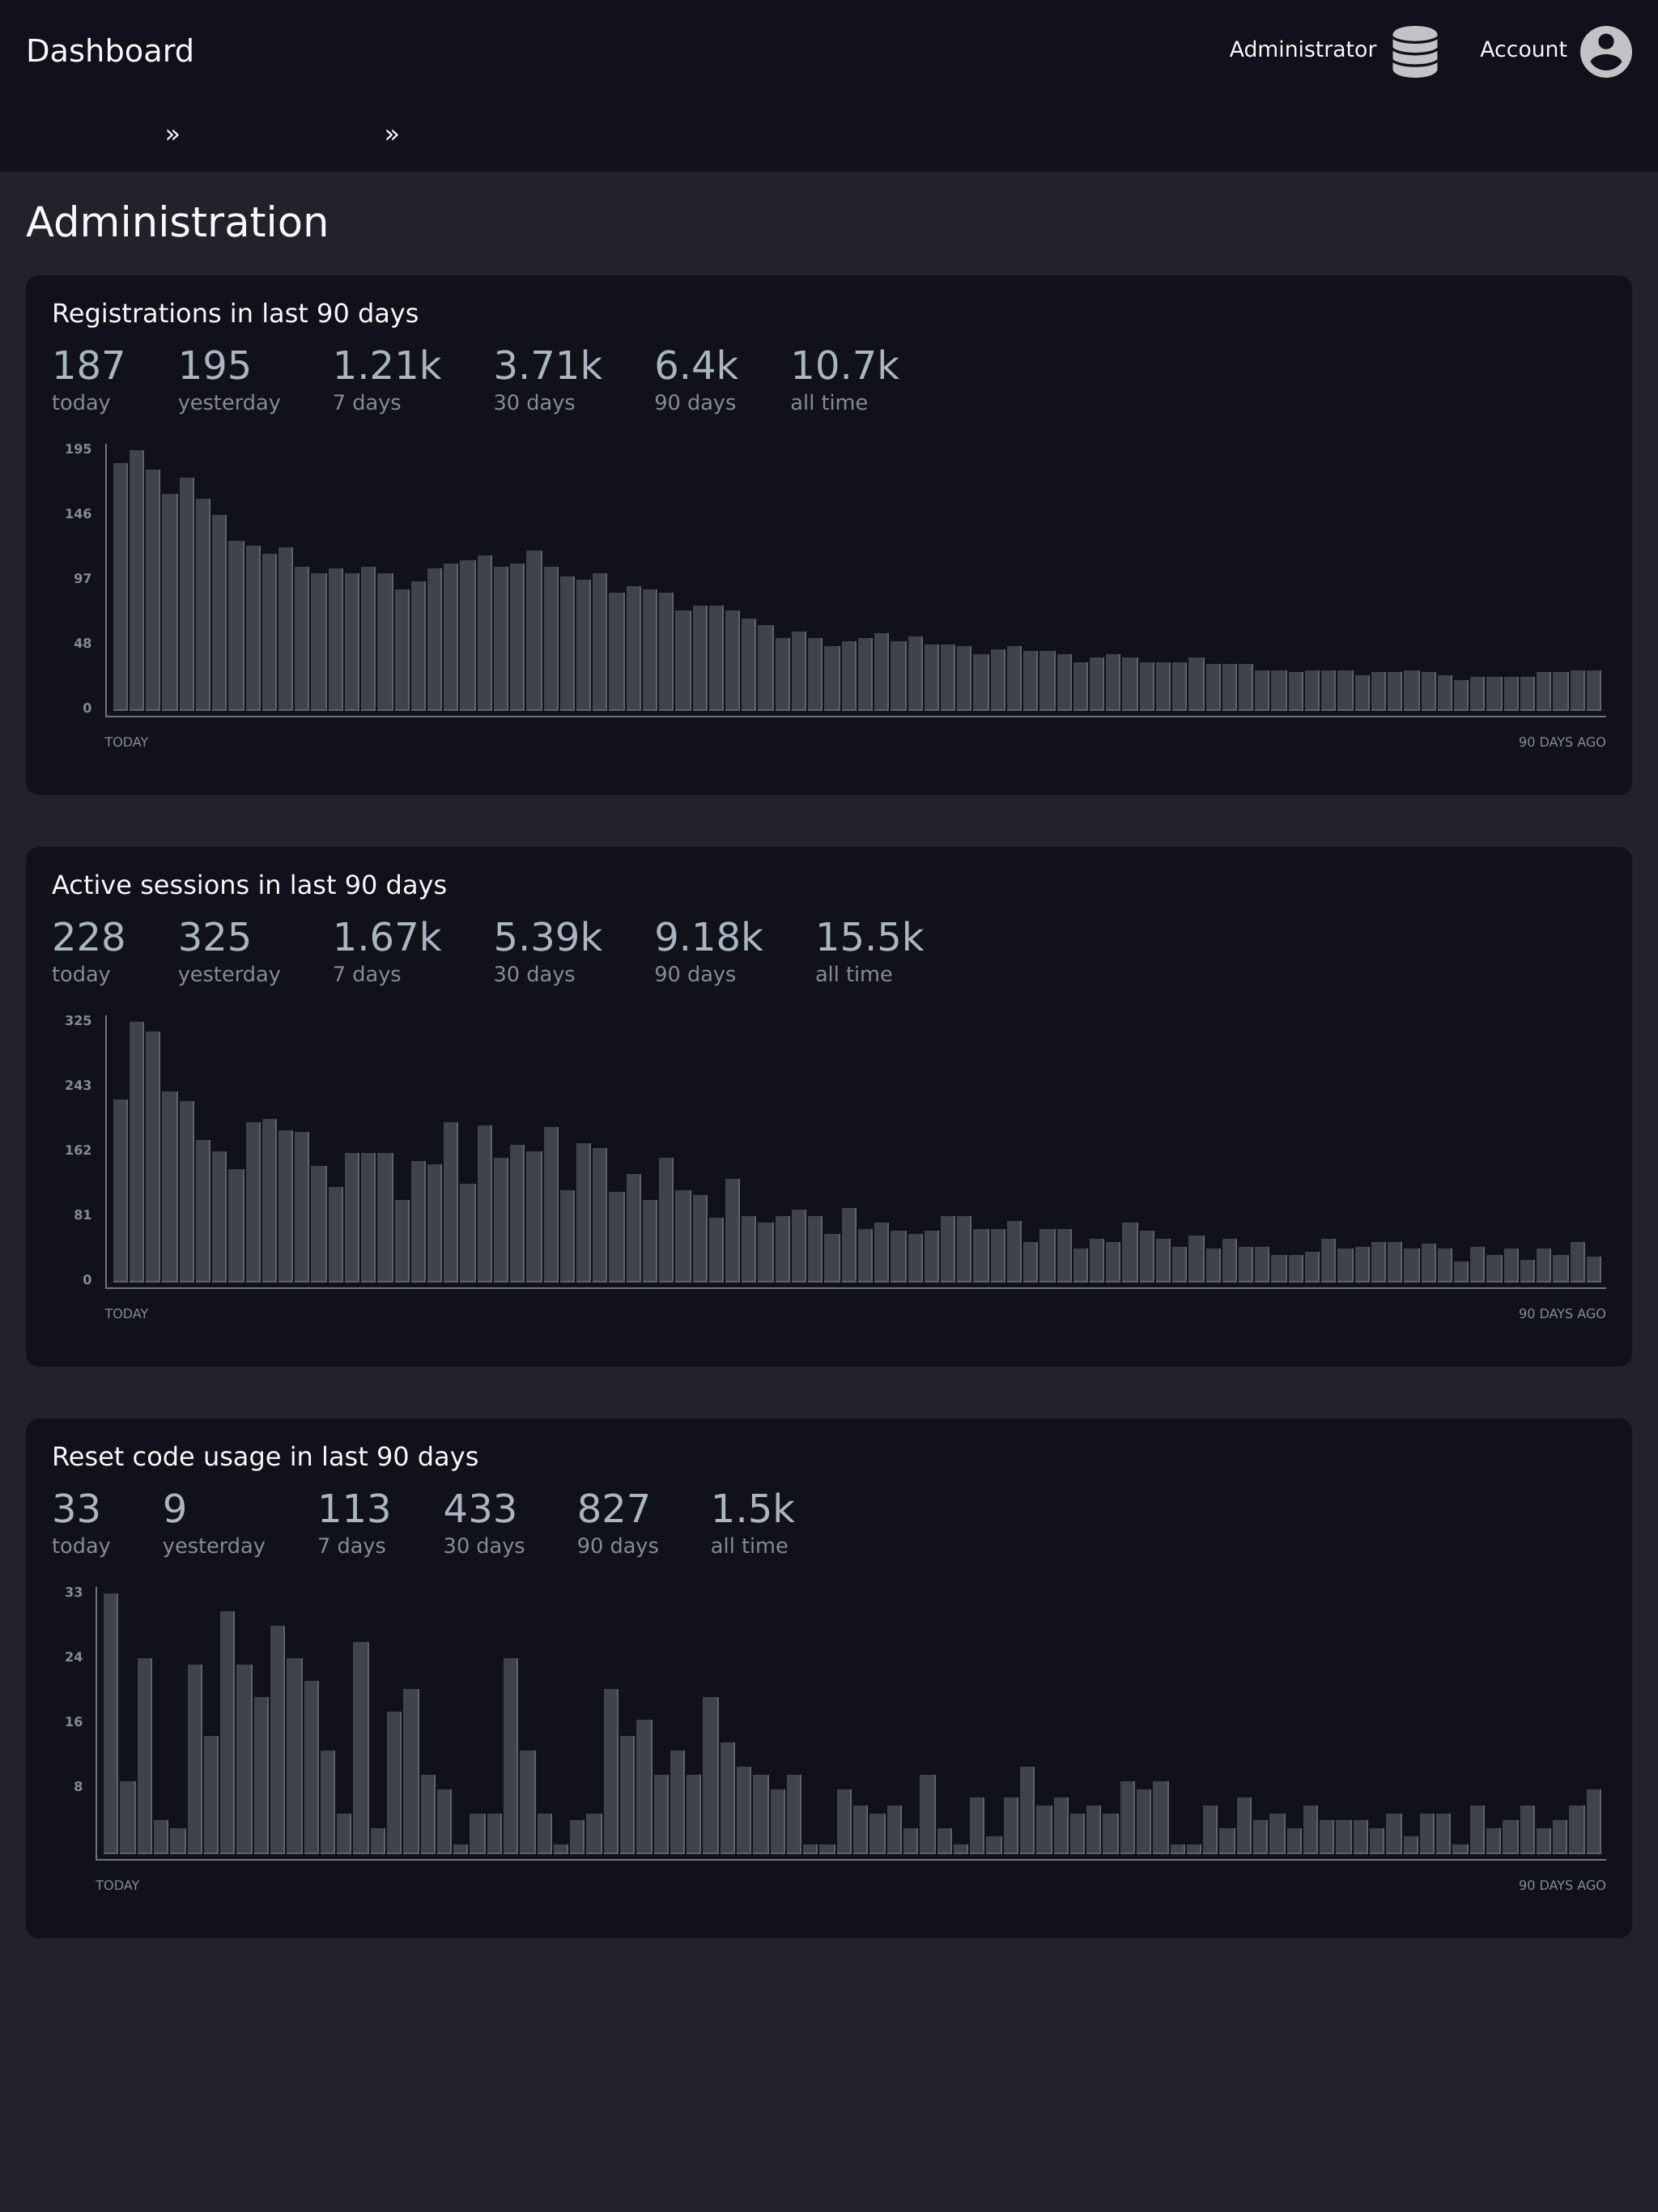 Dashboard
Administrator
Account
»
»
Administration
Registrations in last 90 days
187 195 1.21k 3.71k 6.4k 10.7k
today yesterday 7 days 30 days 90 days all time
195
146
97
48
0
TODAY 90 DAYS AGO
Active sessions in last 90 days
228 325 1.67k 5.39k 9.18k 15.5k
today yesterday 7 days 30 days 90 days all time
325
243
162
81
0
TODAY 90 DAYS AGO
Reset code usage in last 90 days
33 9 113 433 827 1.5k
today yesterday 7 days 30 days 90 days all time
33
24
16
8
TODAY 90 DAYS AGO